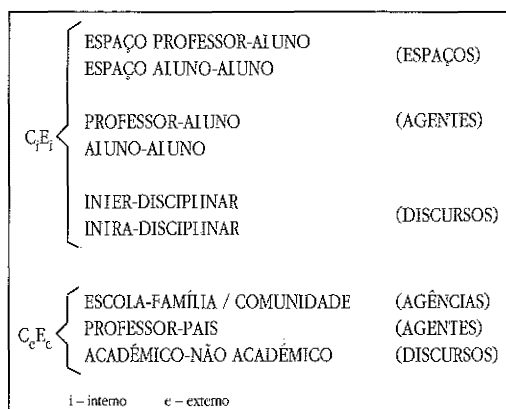 ESPAÇO PROFESSOR-ALUNO
ESPAÇO ALUNO-ALUNO (ESPAÇOS)
PROFESSOR-ALUNO (AGENTES)
CᵢEᵢ
ALUNO-ALUNO
INTER-DISCIPLINAR
INTRA-DISCIPLINAR (DISCURSOS)
ESCOLA-FAMÍLIA / COMUNIDADE (AGÊNCIAS)
CₑEₑ PROFESSOR-PAIS (AGENTES)
ACADÉMICO-NÃO ACADÉMICO (DISCURSOS)
i – interno e – externo